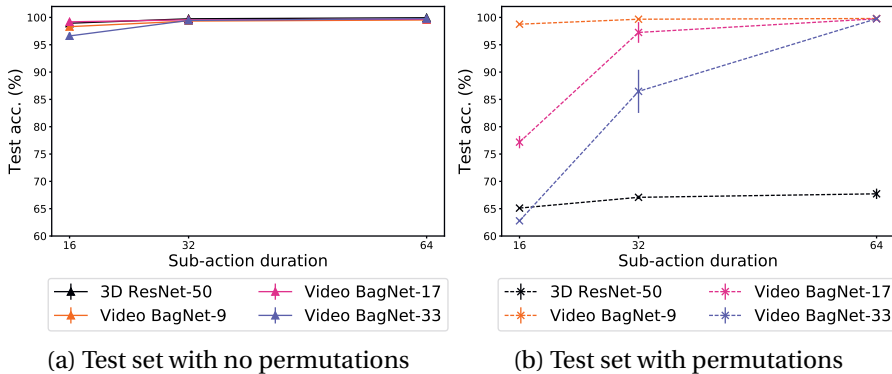 100
95
90
85
80
75
70
65
60
Test acc. (%)
16
32
64
Sub-action duration
3D ResNet-50
Video BagNet-9
Video BagNet-17
Video BagNet-33
(a) Test set with no permutations
100
95
90
85
80
75
70
65
60
Test acc. (%)
16
32
64
Sub-action duration
3D ResNet-50
Video BagNet-9
Video BagNet-17
Video BagNet-33
(b) Test set with permutations